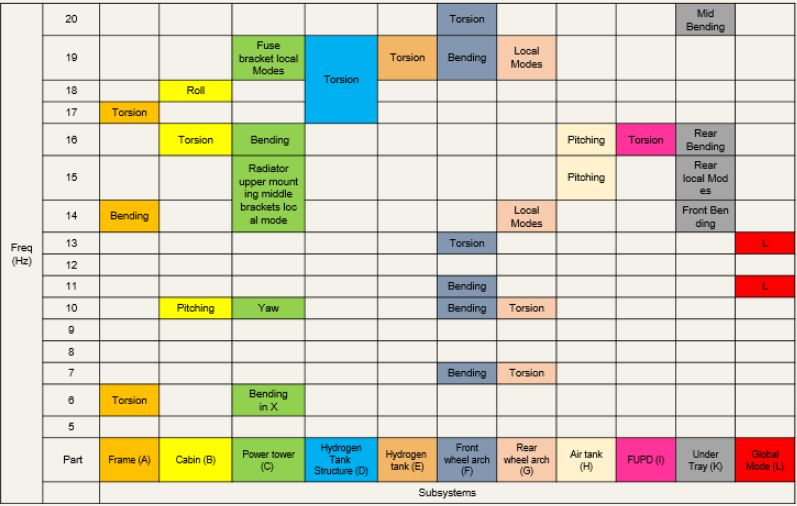 20 Torsion Mid
Bending
19 Fuse
bracket local
Modes Torsion Torsion Bending Local
Modes
18 Roll
17 Torsion
16 Torsion Bending Pitching Torsion Rear
Bending
15 Radiator
upper mount
ing middle
brackets loc
al mode Pitching Rear
local Mod
es
14 Bending Local
Modes Front Ben
ding
Freq
(Hz)
13 Torsion L
12
11 Bending L
10 Pitching Yaw Bending Torsion
9
8
7 Bending Torsion
6 Torsion Bending
in X
5
Part Frame (A) Cabin (B) Power tower
(C) Hydrogen
Tank
Structure (D) Hydrogen
tank (E) Front
wheel arch
(F) Rear
wheel arch
(G) Air tank
(H) FUPD (I) Under
Tray (K) Global
Mode (L)
Subsystems